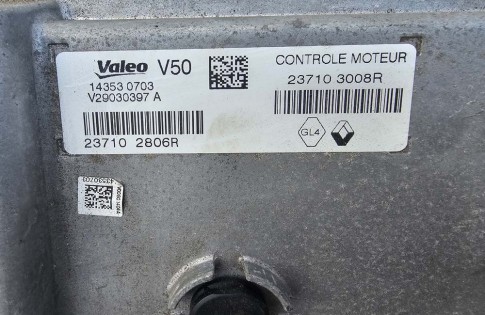 Valeo V50
14353 0703
V29030397 A
23710 2806R
CONTROLE MOTEUR
23710 3008R
GL4